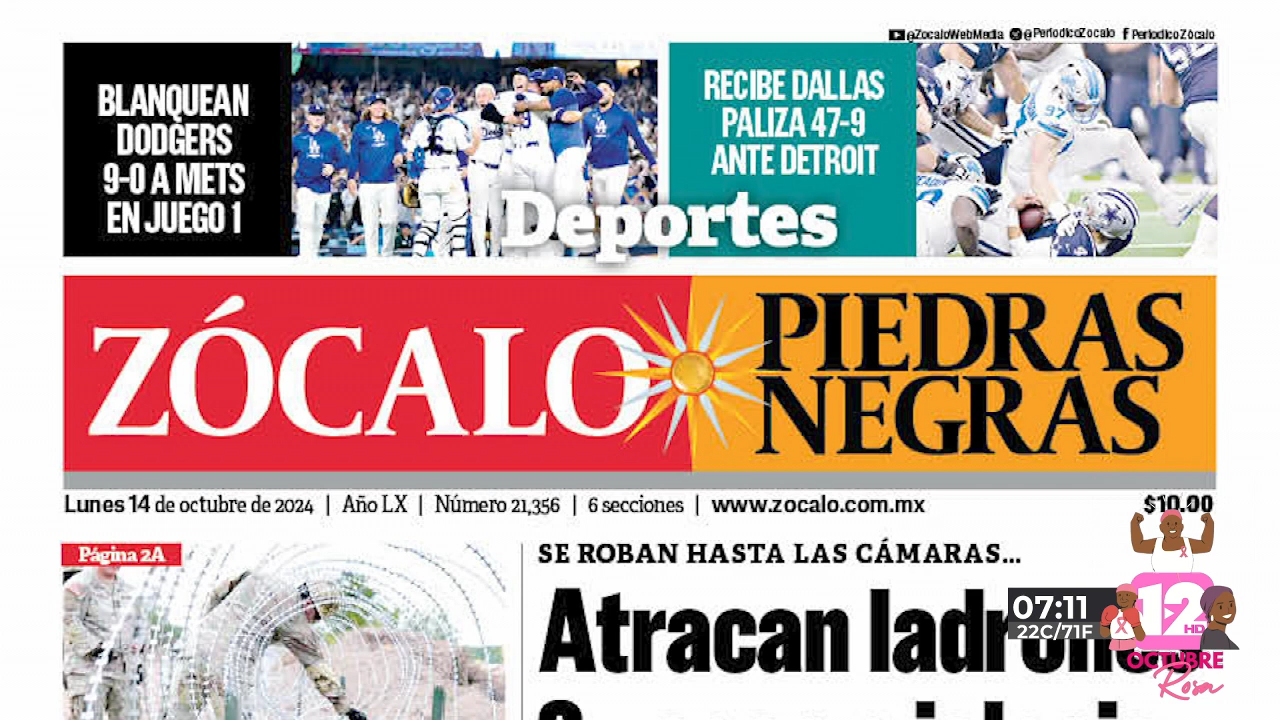 @ZocaloWebMedia @PeriodicoZocalo PeriodicoZócalo
BLANQUEAN
DODGERS
9-0 A METS
EN JUEGO 1
RECIBE DALLAS
PALIZA 47-9
ANTE DETROIT
Deportes
ZÓCALO
PIEDRAS
NEGRAS
Lunes 14 de octubre de 2024 | Año LX | Número 21,356 | 6 secciones | www.zocalo.com.mx
$10.00
Página 2A
SE ROBAN HASTA LAS CÁMARAS...
Atracan
07:11
22C/71F
12
HD
OCTUBRE
Rosa